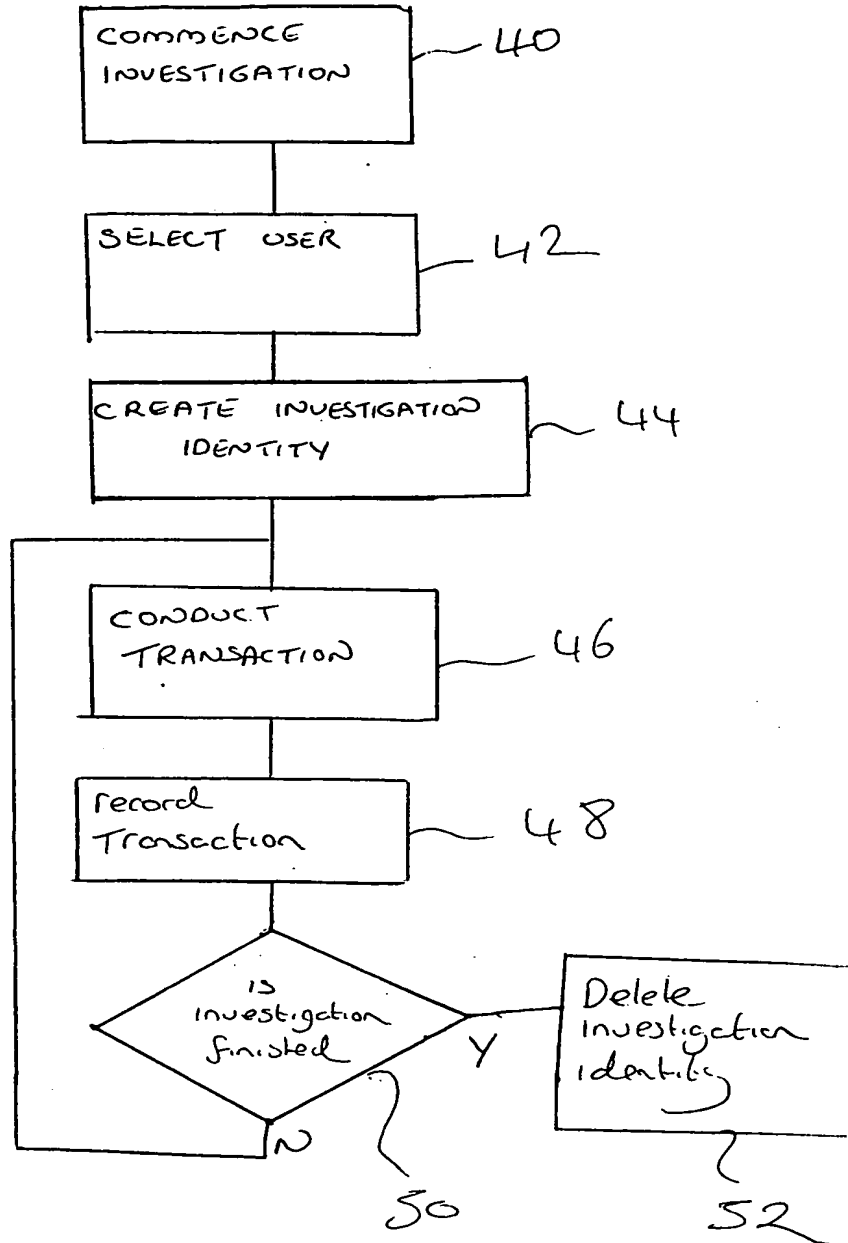 COMMENCE
INVESTIGATION
40
SELECT USER
42
CREATE INVESTIGATION
IDENTITY
44
CONDUCT
TRANSACTION
46
record
Transaction
48
is
investigation
finished
Y
N
50
Delete
investigation
identity
52